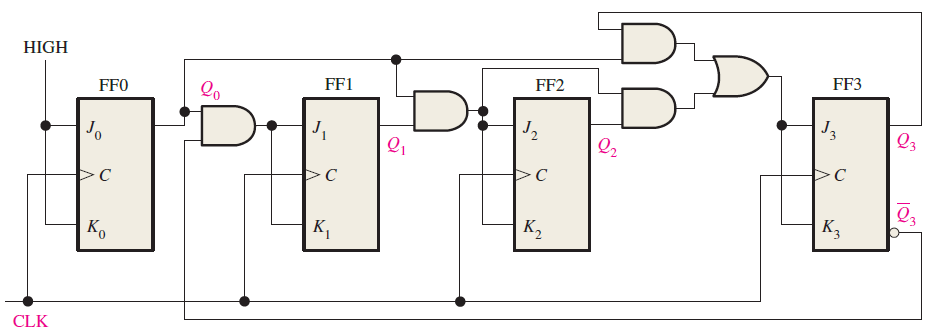 HIGH
FF0
FF1
FF2
FF3
Q₀
J₀
J₁
J₂
J₃
Q₁
Q₂
Q₃
C
C
C
C
Q̅₃
K₀
K₁
K₂
K₃
CLK